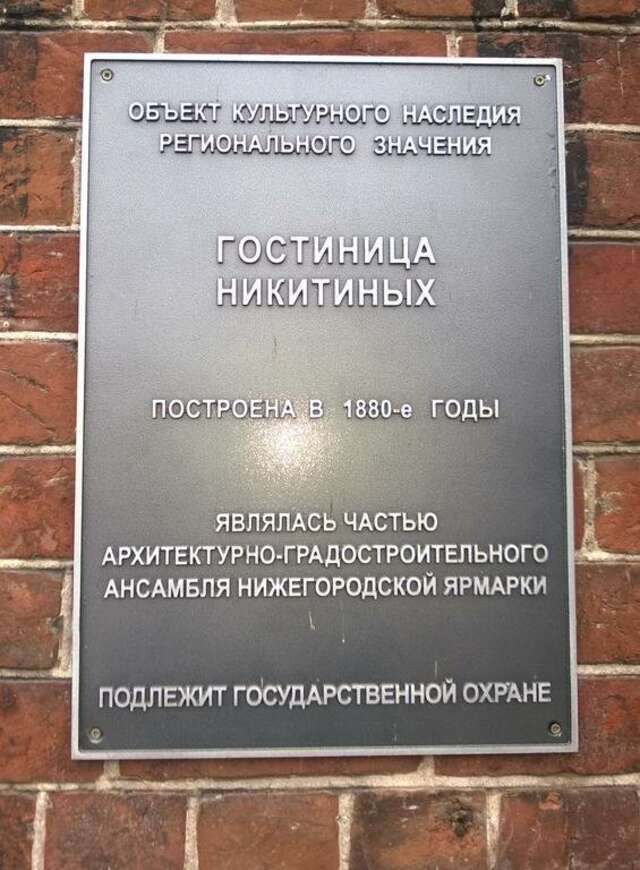 ОБЪЕКТ КУЛЬТУРНОГО НАСЛЕДИЯ
РЕГИОНАЛЬНОГО ЗНАЧЕНИЯ
ГОСТИНИЦА
НИКИТИНЫХ
ПОСТРОЕНА В 1880-е ГОДЫ
ЯВЛЯЛАСЬ ЧАСТЬЮ
АРХИТЕКТУРНО-ГРАДОСТРОИТЕЛЬНОГО
АНСАМБЛЯ НИЖЕГОРОДСКОЙ ЯРМАРКИ
ПОДЛЕЖИТ ГОСУДАРСТВЕННОЙ ОХРАНЕ